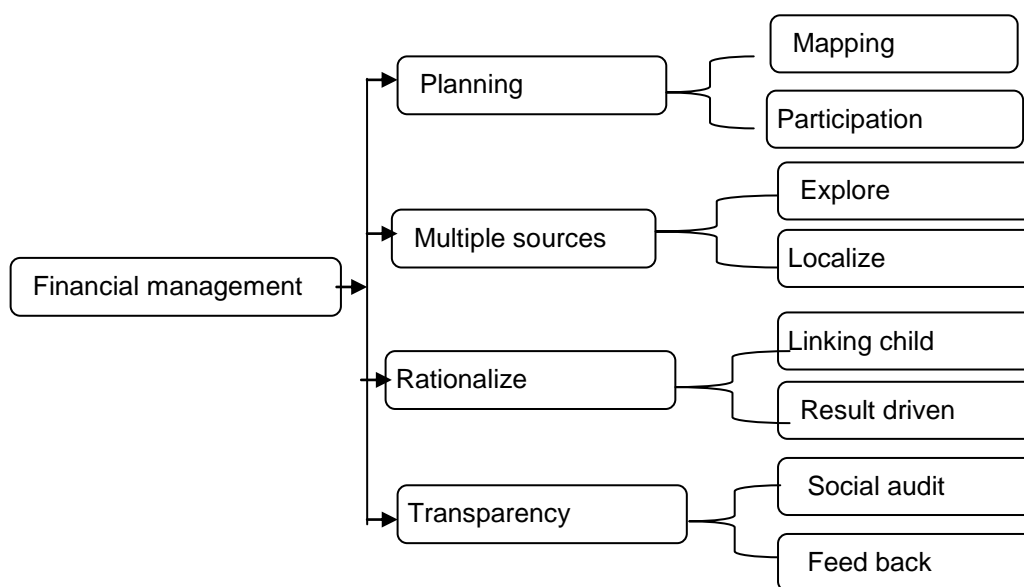 Financial management
Planning
Mapping
Participation
Multiple sources
Explore
Localize
Rationalize
Linking child
Result driven
Transparency
Social audit
Feed back